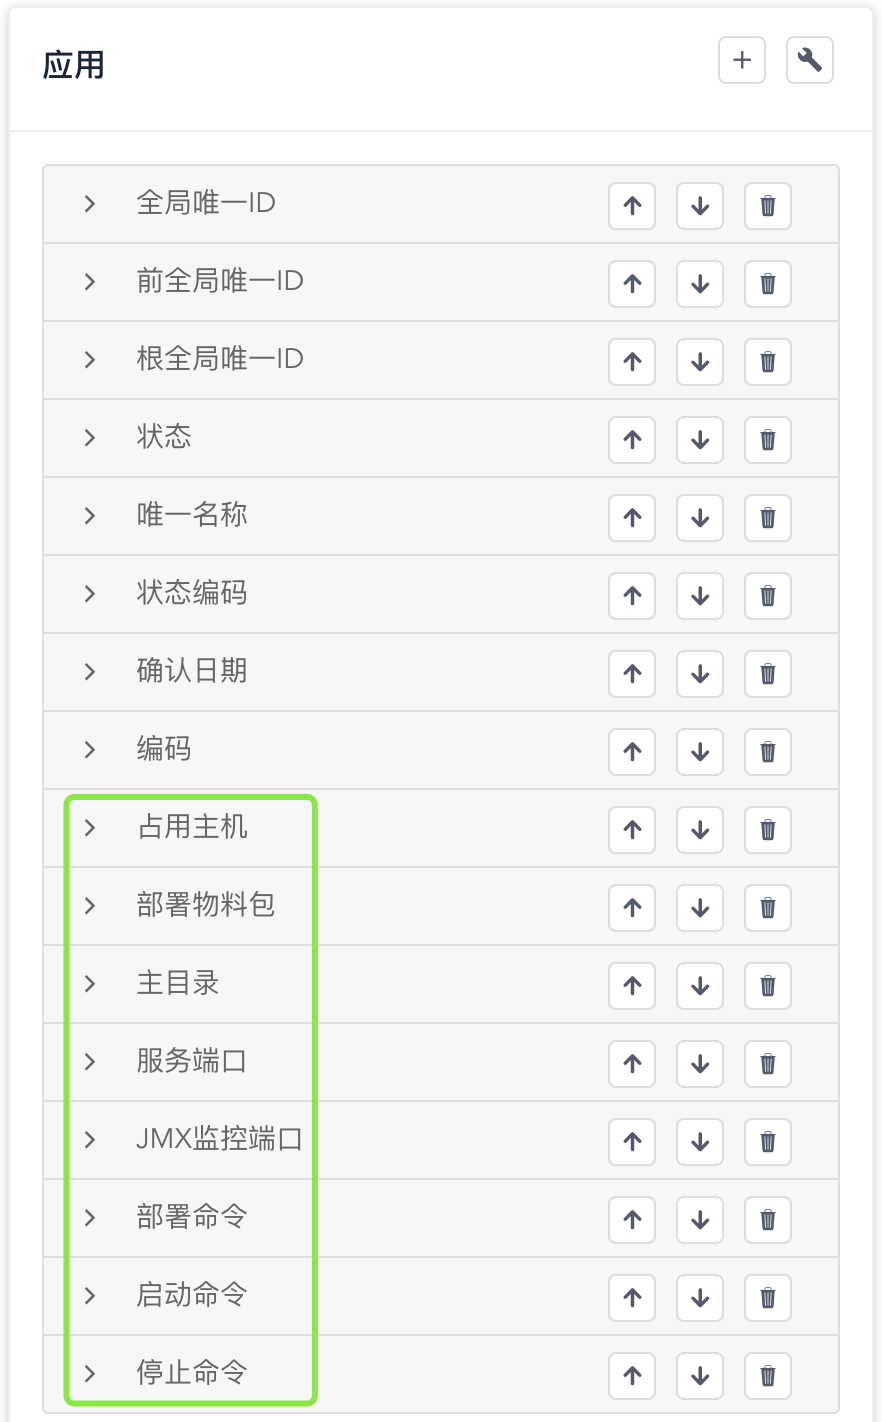 应用
全局唯一ID
前全局唯一ID
根全局唯一ID
状态
唯一名称
状态编码
确认日期
编码
占用主机
部署物料包
主目录
服务端口
JMX监控端口
部署命令
启动命令
停止命令